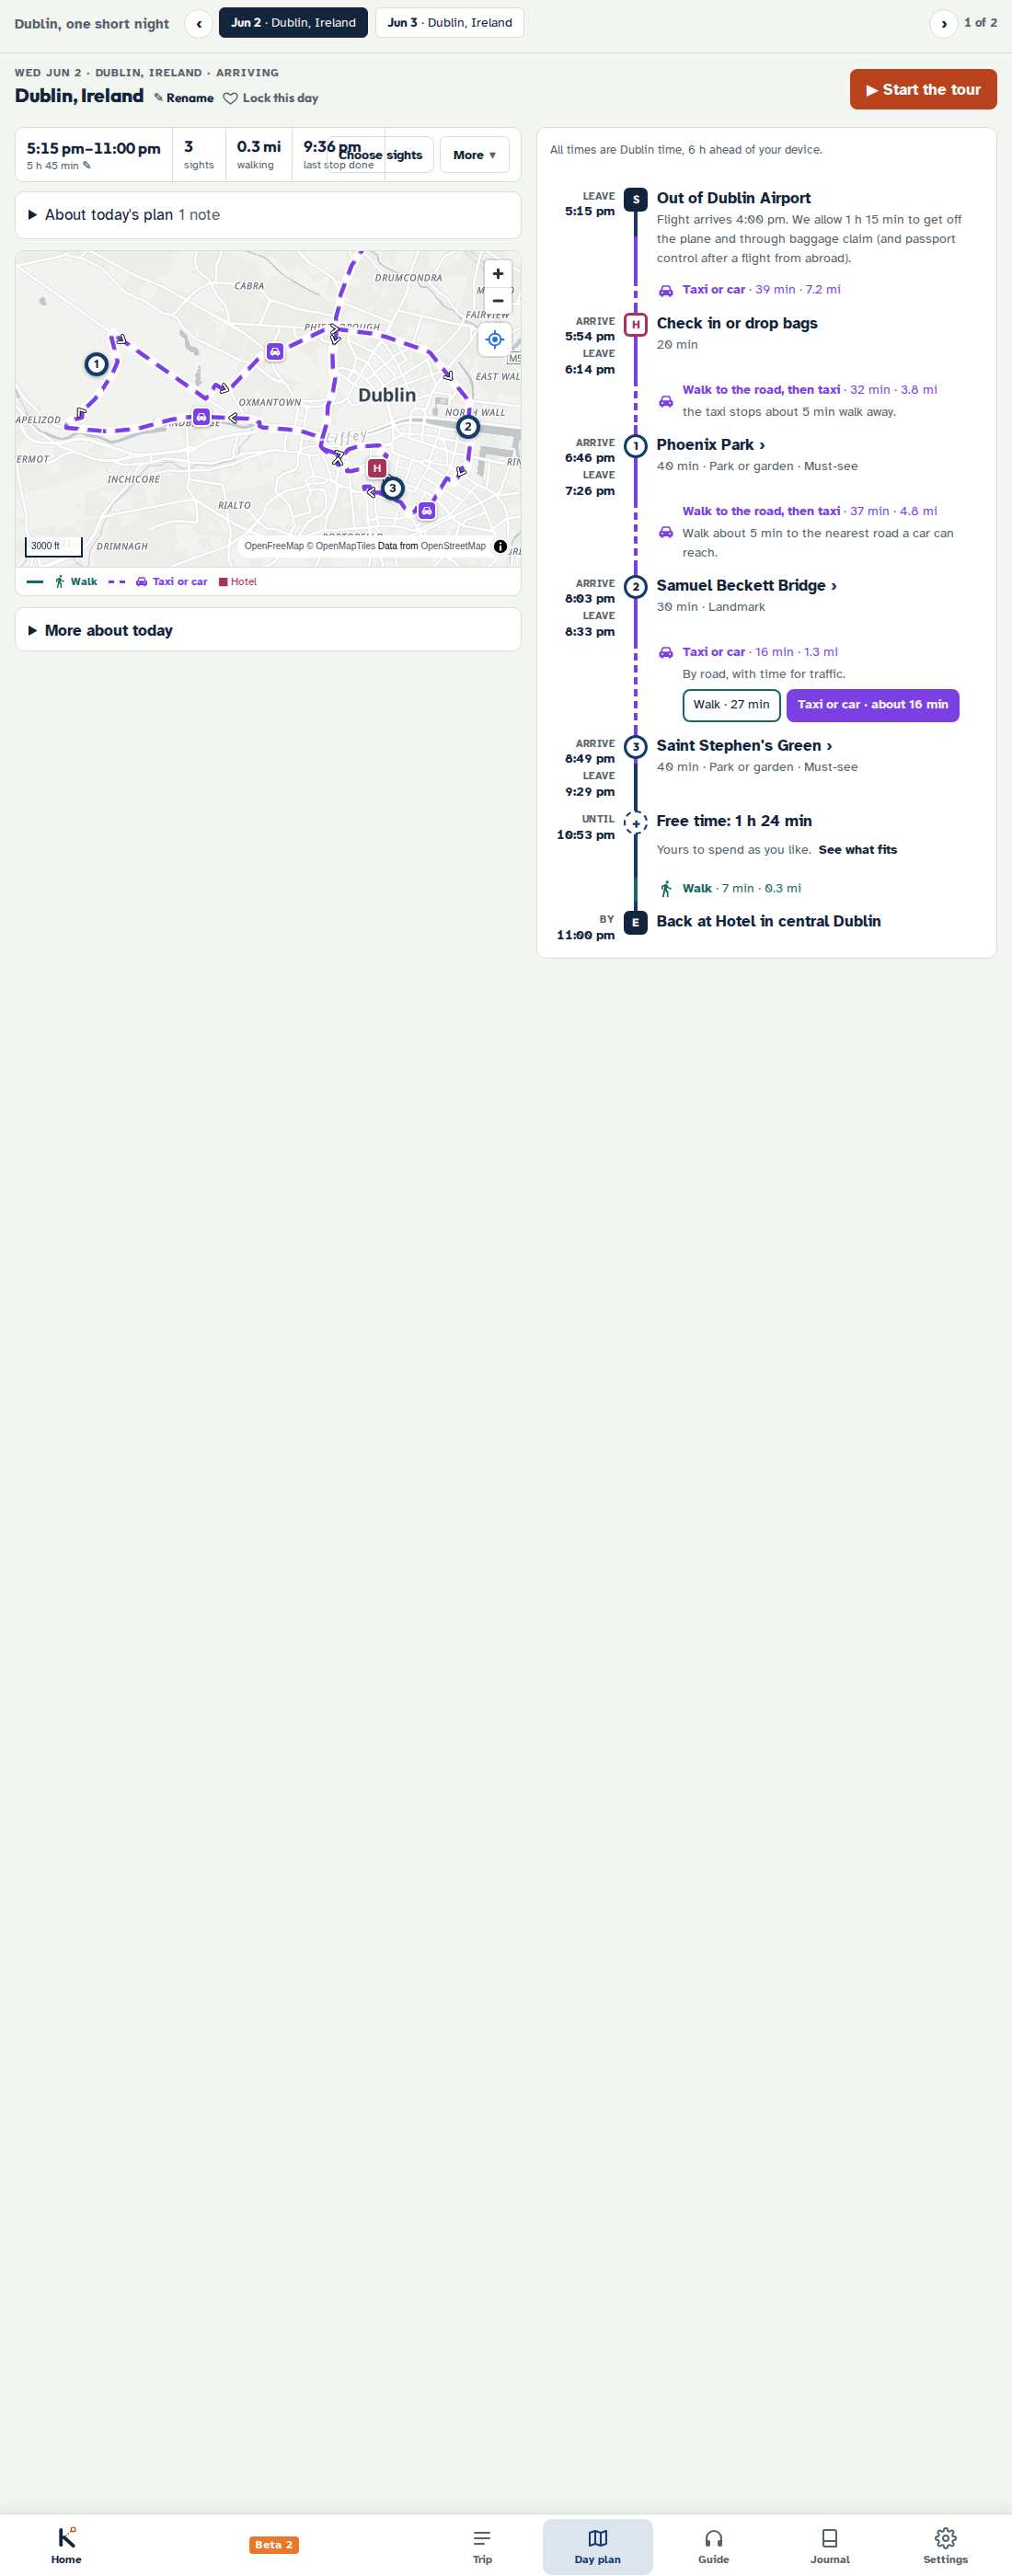 Dublin, one short night
‹
Jun 2 · Dublin, Ireland
Jun 3 · Dublin, Ireland
›
1 of 2
WED JUN 2 · DUBLIN, IRELAND · ARRIVING
Dublin, Ireland
✎ Rename
Lock this day
▶ Start the tour
5:15 pm–11:00 pm
5 h 45 min ✎
3
sights
0.3 mi
walking
9:36 pm
last stop done
Choose sights
More ▾
▶ About today's plan 1 note
CABRA
DRUMCONDRA
FAIRVIEW
+
−
1
EAST WAL
OXMANTOWN
Dublin
NORTH WALL
2
APELIZOD
Liffey
ERMOT
INCHICORE
H
3
RIN
RIALTO
PORTOBELLO
3000 ft
DRIMNAGH
OpenFreeMap © OpenMapTiles Data from OpenStreetMap
Walk
Taxi or car
Hotel
▶ More about today
All times are Dublin time, 6 h ahead of your device.
LEAVE
5:15 pm
S
Out of Dublin Airport
Flight arrives 4:00 pm. We allow 1 h 15 min to get off
the plane and through baggage claim (and passport
control after a flight from abroad).
Taxi or car · 39 min · 7.2 mi
ARRIVE
5:54 pm
LEAVE
6:14 pm
H
Check in or drop bags
20 min
Walk to the road, then taxi · 32 min · 3.8 mi
the taxi stops about 5 min walk away.
ARRIVE
6:46 pm
LEAVE
7:26 pm
1
Phoenix Park ›
40 min · Park or garden · Must-see
Walk to the road, then taxi · 37 min · 4.8 mi
Walk about 5 min to the nearest road a car can
reach.
ARRIVE
8:03 pm
LEAVE
8:33 pm
2
Samuel Beckett Bridge ›
30 min · Landmark
Taxi or car · 16 min · 1.3 mi
By road, with time for traffic.
Walk · 27 min
Taxi or car · about 16 min
ARRIVE
8:49 pm
LEAVE
9:29 pm
3
Saint Stephen's Green ›
40 min · Park or garden · Must-see
UNTIL
10:53 pm
+
Free time: 1 h 24 min
Yours to spend as you like. See what fits
Walk · 7 min · 0.3 mi
BY
11:00 pm
E
Back at Hotel in central Dublin
Home
Beta 2
Trip
Day plan
Guide
Journal
Settings